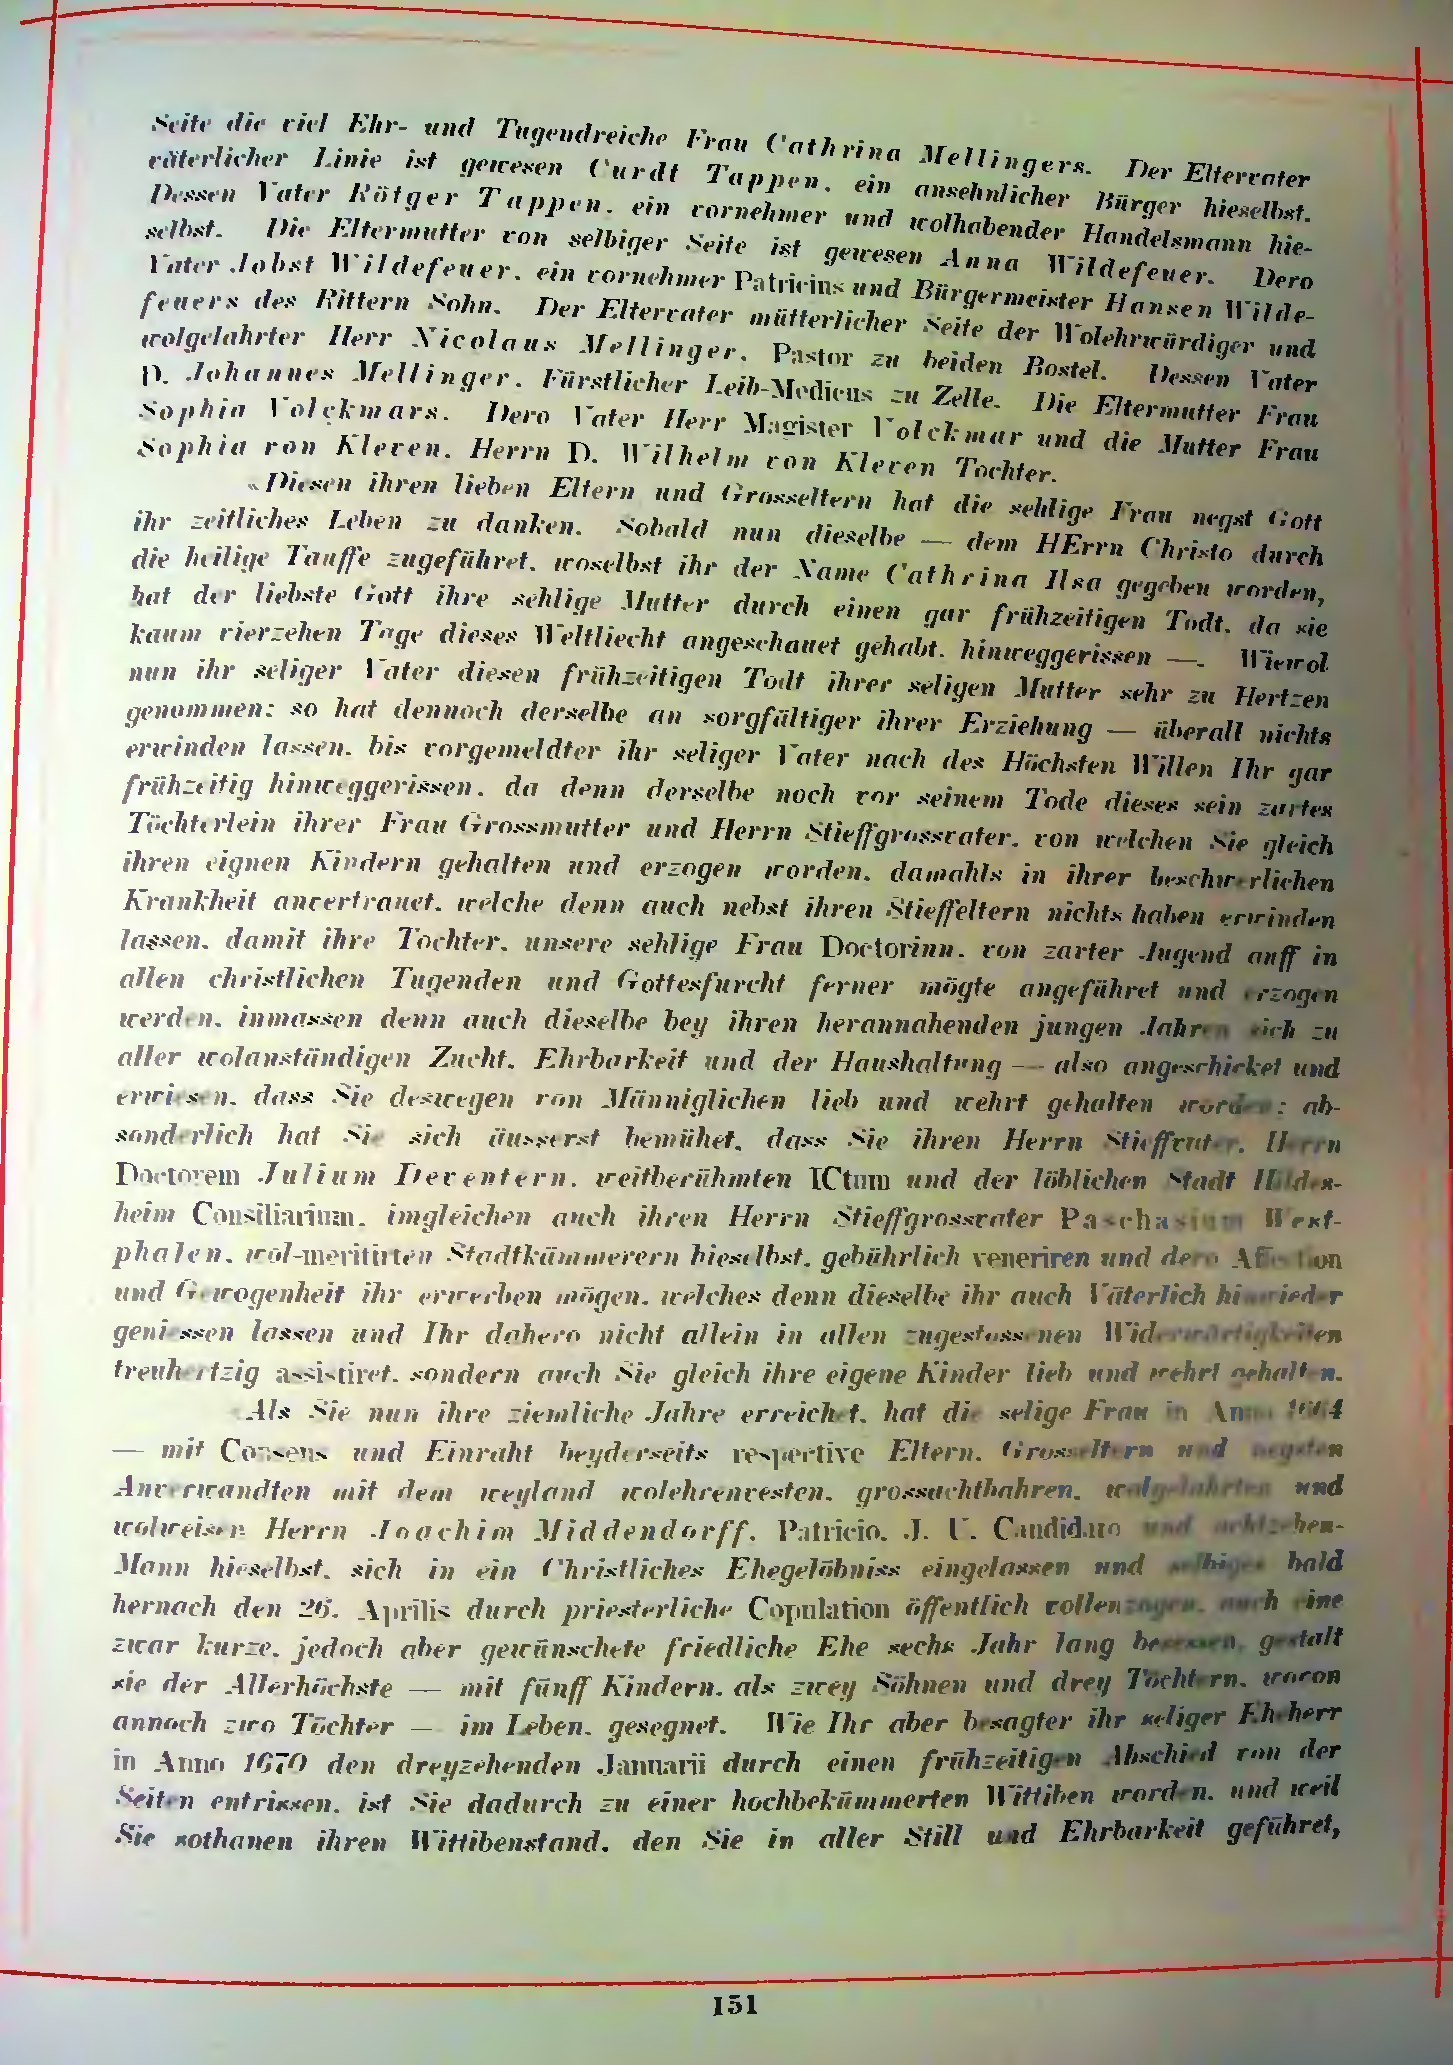 Seite die viel Ehr- und Tugendreiche Frau Cathrina Mellingers. Der Eltervater
väterlicher Linie ist gewesen Curdt Tappen, ein ansehnlicher Bürger hieselbst.
Dessen Vater Rötger Tappen, ein vornehmer und wolhabender Handelsmann hie-
selbst. Die Eltermutter von selbiger Seite ist gewesen Anna Wildefeuer. Dero
Vater Jobst Wildefeuer, ein vornehmer Patricius und Bürgermeister Hansen Wilde-
feuers des Rittern Sohn. Der Eltervater mütterlicher Seite der Wolehrwürdiger und
wolgelahrter Herr Nicolaus Mellinger, Pastor zu beiden Bostel. Dessen Vater
D. Johannes Mellinger, Fürstlicher Leib-Medicus zu Zelle. Die Eltermutter Frau
Sophia Volckmars. Dero Vater Herr Magister Volckmar und die Mutter Frau
Sophia von Kleven, Herrn D. Wilhelm von Kleven Tochter.
«Diesen ihren lieben Eltern und Grosseltern hat die sehlige Frau negst Gott
ihr zeitliches Leben zu danken. Sobald nun dieselbe — dem HErrn Christo durch
die heilige Tauffe zugeführet, woselbst ihr der Name Cathrina Ilsa gegeben worden,
hat der liebste Gott ihre sehlige Mutter durch einen gar frühzeitigen Todt, da sie
kaum vierzehen Tage dieses Weltliecht angeschauet gehabt, hinweggerissen —. Wiewol
nun ihr seliger Vater diesen frühzeitigen Todt ihrer seligen Mutter sehr zu Hertzen
genommen; so hat dennoch derselbe an sorgfältiger ihrer Erziehung — überall nichts
erwinden lassen, bis vorgemeldter ihr seliger Vater nach des Höchsten Willen Ihr gar
frühzeitig hinweggerissen, da denn derselbe noch vor seinem Tode dieses sein zartes
Töchterlein ihrer Frau Grossmutter und Herrn Stieffgrossvater, von welchen Sie gleich
ihren eignen Kindern gehalten und erzogen worden, damahls in ihrer beschwerlichen
Krankheit anvertrauet, welche denn auch nebst ihren Stieffeltern nichts haben erwinden
lassen, damit ihre Tochter, unsere sehlige Frau Doctorinn, von zarter Jugend auff in
allen christlichen Tugenden und Gottesfurcht ferner mögte angeführet und erzogen
werden, inmassen denn auch dieselbe bey ihren herannahenden jungen Jahren sich zu
aller wolanständigen Zucht, Ehrbarkeit und der Haushaltung — also angeschicket und
erwiesen, dass Sie deswegen von Männiglichen lieb und wehrt gehalten worden; ab-
sonderlich hat Sie sich äusserst bemühet, dass Sie ihren Herrn Stieffvater, Herrn
Doctorem Julium Deventern, weitberühmten ICtum und der löblichen Stadt Hildes-
heim Consiliarium, imgleichen auch ihren Herrn Stieffgrossvater Paschasium West-
phalen, wol-meritirten Stadtkämmerern hieselbst, gebührlich veneriren und dero Affection
und Gewogenheit ihr erwerben mögen, welches denn dieselbe ihr auch Väterlich hinwieder
geniessen lassen und Ihr dahero nicht allein in allen zugestossenen Widerwärtigkeiten
treuhertzig assistiret, sondern auch Sie gleich ihre eigene Kinder lieb und wehrt gehalten.
«Als Sie nun ihre ziemliche Jahre erreichet, hat die selige Frau in Anno 1664
— mit Consens und Einraht beyderseits respective Eltern, Grosseltern und negsten
Anverwandten mit dem weyland wolehrenvesten, grossachtbahren, wolgelahrten und
wolweisen Herrn Joachim Middendorff, Patricio, J. U. Candidato und achtzehen-
Mann hieselbst, sich in ein Christliches Ehegelöbniss eingelassen und selbiges bald
hernach den 26. Aprilis durch priesterliche Copulation öffentlich vollenzogen, auch eine
zwar kurze, jedoch aber gewünschete friedliche Ehe sechs Jahr lang besessen, gestalt
sie der Allerhöchste — mit fünff Kindern, als zwey Söhnen und drey Töchtern, wovon
annoch zwo Töchter — im Leben, gesegnet. Wie Ihr aber besagter ihr seliger Eheherr
in Anno 1670 den dreyzehenden Januarii durch einen frühzeitigen Abschied von der
Seiten entrissen, ist Sie dadurch zu einer hochbekümmerten Wittiben worden, und weil
Sie sothanen ihren Wittibenstand, den Sie in aller Still und Ehrbarkeit geführet,
151